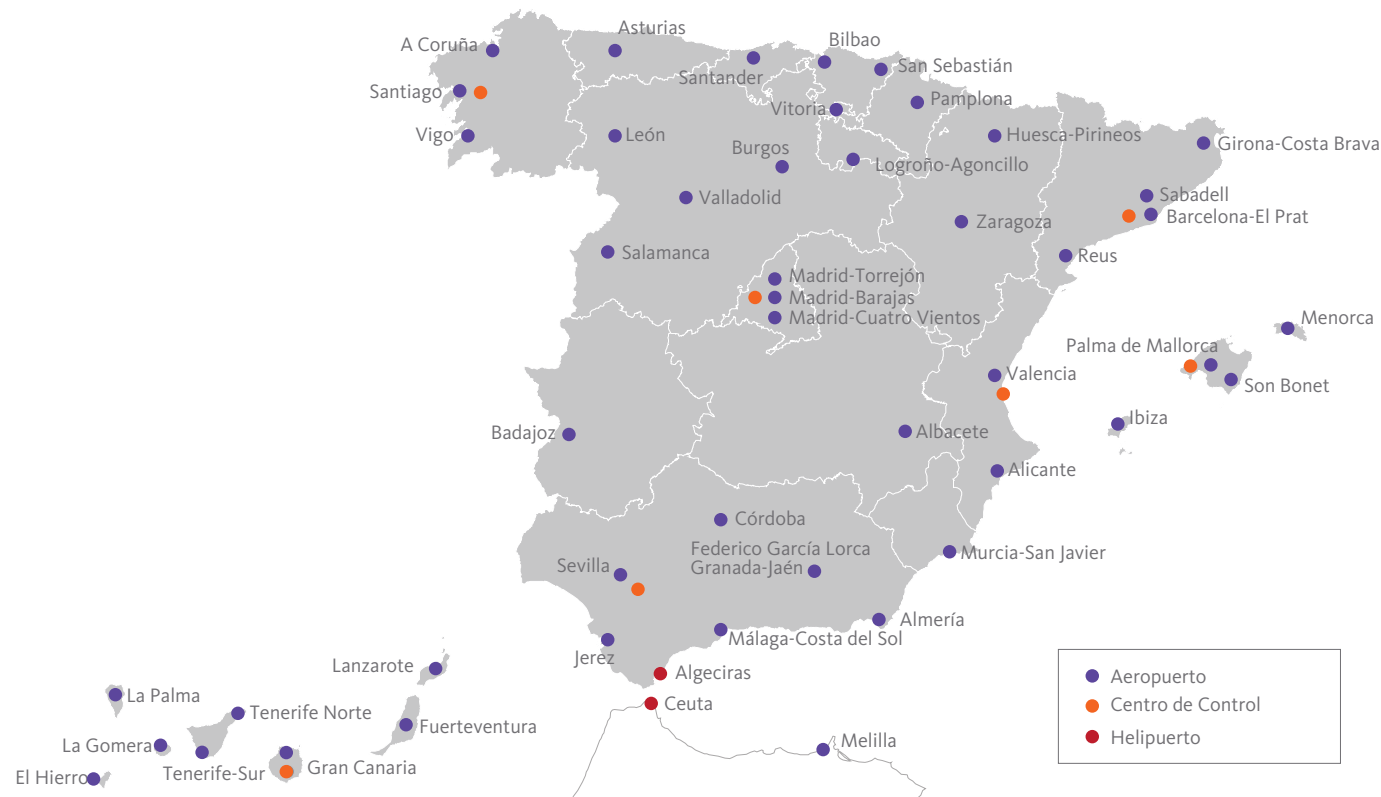 Asturias
Bilbao
A Coruña
San Sebastián
Santander
Santiago
Pamplona
Vitoria
Vigo
León
Huesca-Pirineos
Girona-Costa Brava
Burgos
Logroño-Agoncillo
Valladolid
Sabadell
Barcelona-El Prat
Zaragoza
Salamanca
Reus
Madrid-Torrejón
Madrid-Barajas
Madrid-Cuatro Vientos
Menorca
Palma de Mallorca
Valencia
Son Bonet
Ibiza
Badajoz
Albacete
Alicante
Córdoba
Federico García Lorca
Granada-Jaén
Murcia-San Javier
Sevilla
Almería
Málaga-Costa del Sol
Jerez
Lanzarote
Algeciras
La Palma
Ceuta
Tenerife Norte
Fuerteventura
La Gomera
Melilla
Tenerife-Sur
Gran Canaria
El Hierro
Aeropuerto
Centro de Control
Helipuerto